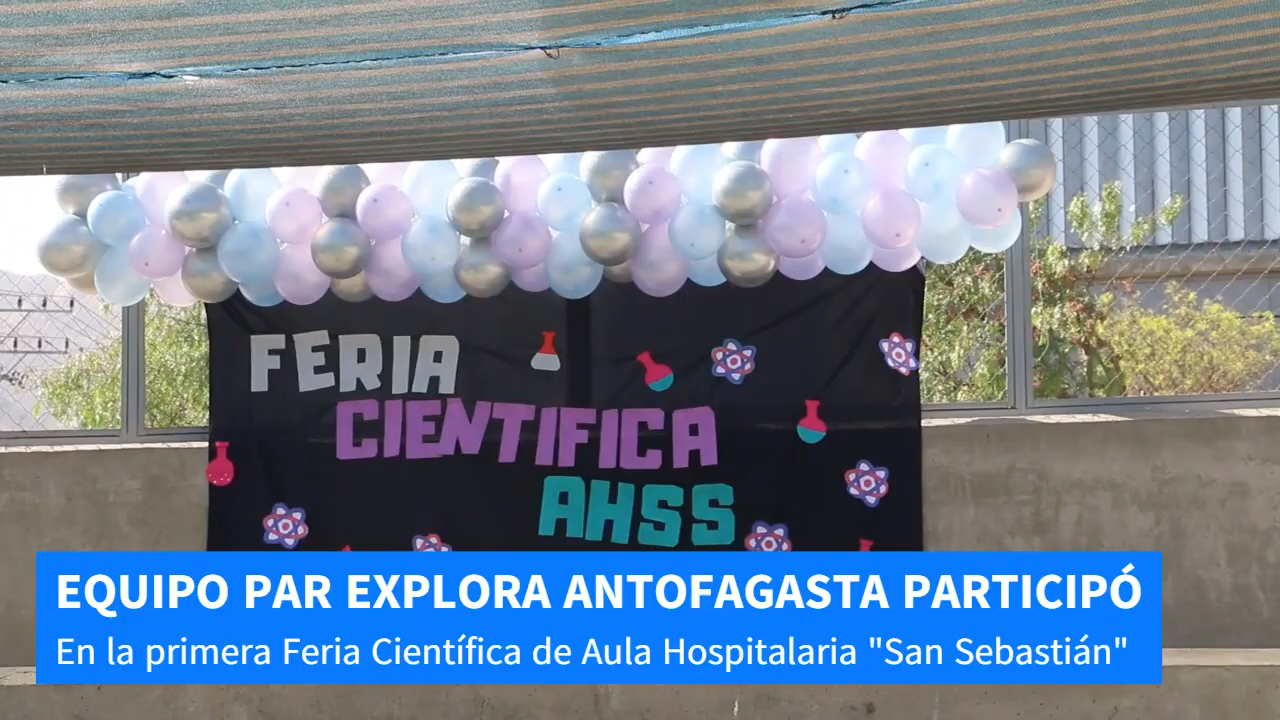 FERIA
CIENTIFICA
AHSS
EQUIPO PAR EXPLORA ANTOFAGASTA PARTICIPÓ
En la primera Feria Científica de Aula Hospitalaria "San Sebastián"